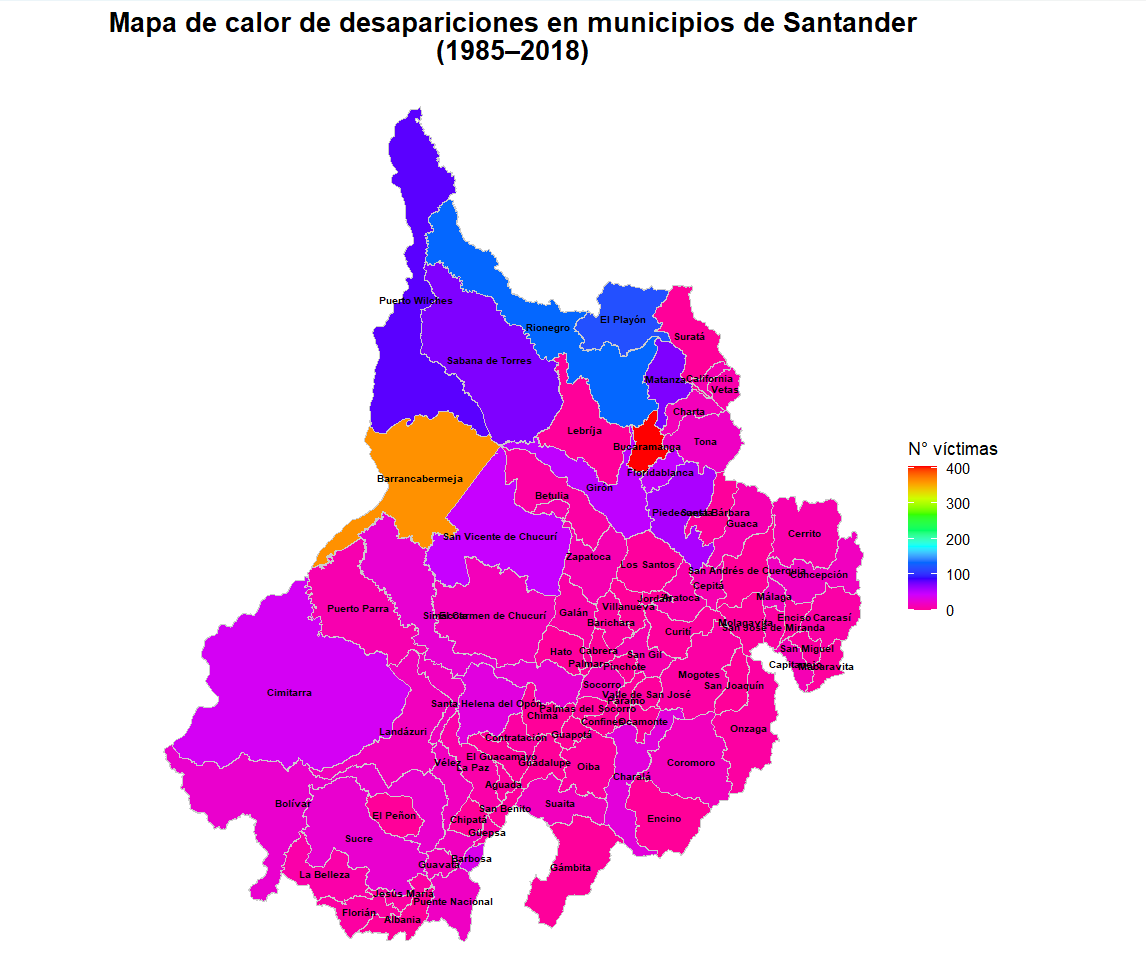 Mapa de calor de desapariciones en municipios de Santander
(1985–2018)
Puerto Wilches
Rionegro
El Playón
Suratá
Sabana de Torres
Matanza
California
Vetas
Charta
Lebrija
Bucaramanga
Tona
N° víctimas
400
300
200
100
0
Barrancabermeja
Floridablanca
Girón
Betulia
Santa Bárbara
Guaca
Cerrito
San Vicente de Chucurí
Zapatoca
Los Santos
San Andrés de Cuerquia
Concepción
Cepitá
Puerto Parra
El Carmen de Chucurí
Galán
Villanueva
Jordán
Aratoca
Málaga
Barichara
Curití
Molagavita
Enciso
Carcasí
San José de Miranda
Hato
Cabrera
San Gil
San Miguel
Palmar
Pinchote
Capitanejo
Macaravita
Mogotes
San Joaquín
Socorro
Valle de San José
Páramo
Cimitarra
Santa Helena del Opón
Palmas del Socorro
Chima
Confines
Ocamonte
Onzaga
Landázuri
Contratación
Guapotá
El Guacamayo
Guadalupe
Oiba
Vélez
La Paz
Coromoro
Charalá
Aguada
Bolívar
El Peñón
San Benito
Suaita
Chipatá
Encino
Güepsa
Sucre
Barbosa
Guavatá
Gámbita
La Belleza
Jesús María
Puente Nacional
Florián
Albania